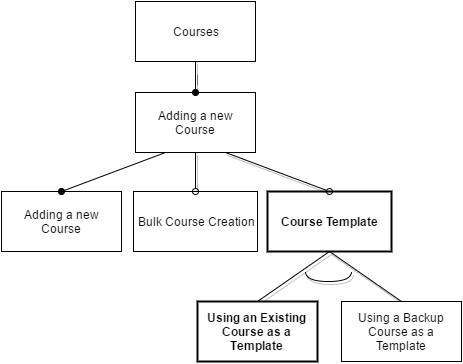 Courses
Adding a new
Course
Adding a new
Course
Bulk Course Creation
Course Template
Using an Existing
Course as a
Template
Using a Backup
Course as a
Template